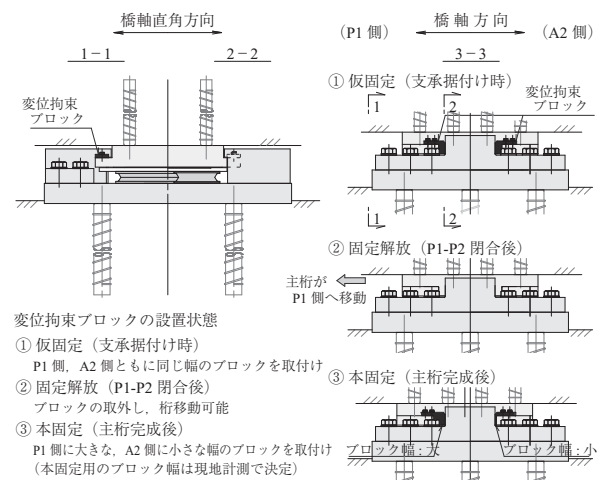 橋軸直角方向
1－1
2－2
変位拘束
ブロック
変位拘束ブロックの設置状態
① 仮固定（支承据付け時）
P1 側，A2 側ともに同じ幅のブロックを取付け
② 固定解放（P1-P2 閉合後）
ブロックの取外し，桁移動可能
③ 本固定（主桁完成後）
P1 側に大きな，A2 側に小さな幅のブロックを取付け
（本固定用のブロック幅は現地計測で決定）
（P1 側）
橋 軸 方 向
（A2 側）
3－3
① 仮固定（支承据付け時）
1
2
変位拘束
ブロック
1
2
② 固定解放（P1-P2 閉合後）
主桁が
P1 側へ移動
③ 本固定（主桁完成後）
ブロック幅：大
ブロック幅：小